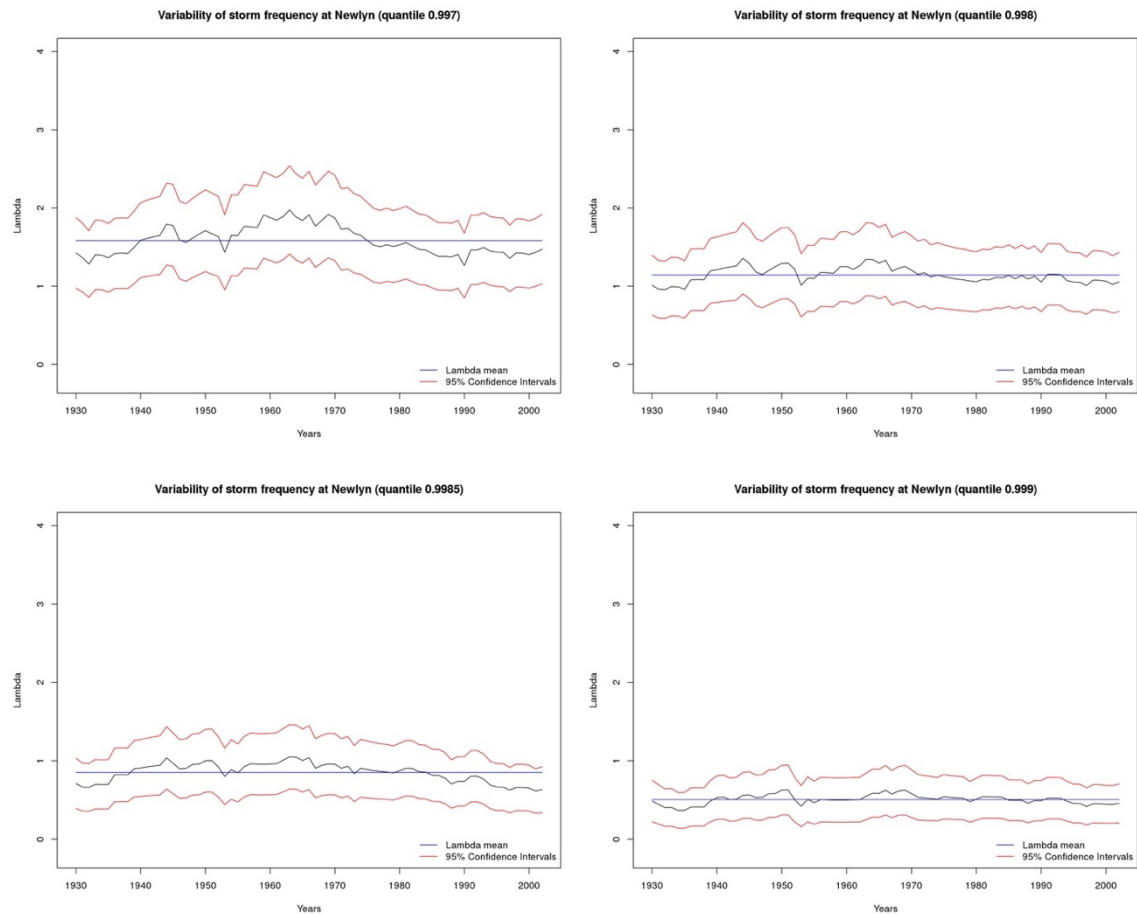 Variability of storm frequency at Newlyn (quantile 0.997)
Lambda
4
3
2
1
0
Lambda mean
95% Confidence Intervals
1930 1940 1950 1960 1970 1980 1990 2000
Years
Variability of storm frequency at Newlyn (quantile 0.998)
Lambda
4
3
2
1
0
Lambda mean
95% Confidence Intervals
1930 1940 1950 1960 1970 1980 1990 2000
Years
Variability of storm frequency at Newlyn (quantile 0.9985)
Lambda
4
3
2
1
0
Lambda mean
95% Confidence Intervals
1930 1940 1950 1960 1970 1980 1990 2000
Years
Variability of storm frequency at Newlyn (quantile 0.999)
Lambda
4
3
2
1
0
Lambda mean
95% Confidence Intervals
1930 1940 1950 1960 1970 1980 1990 2000
Years